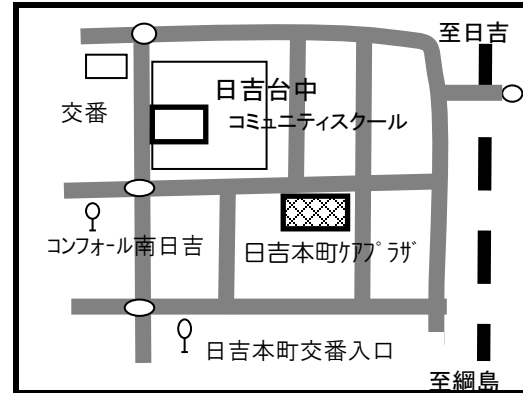 至日吉
日吉台中
交番
コミュニティスクール
コンフォール南日吉
日吉本町ｹｱﾌﾟﾗｻﾞ
日吉本町交番入口
至綱島